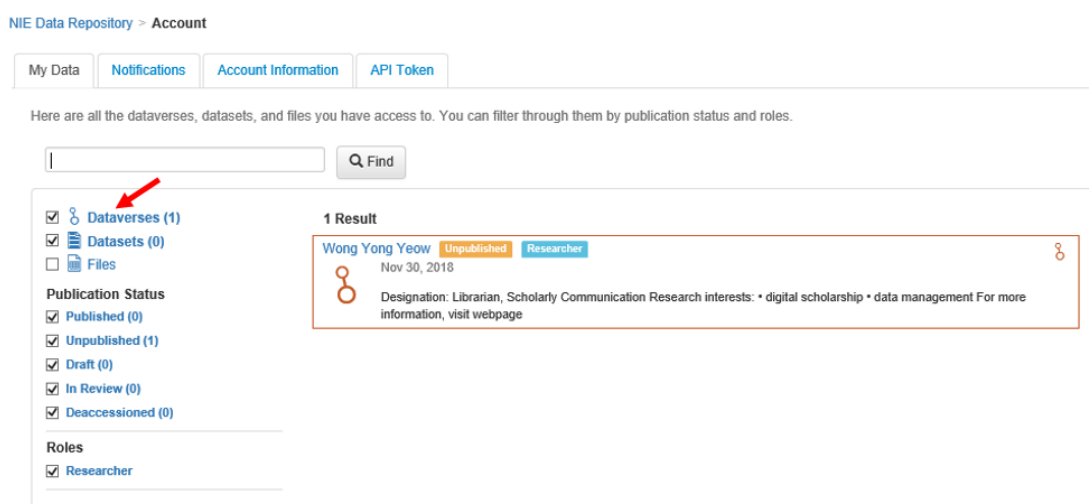 NIE Data Repository > Account
My Data Notifications Account Information API Token
Here are all the dataverses, datasets, and files you have access to. You can filter through them by publication status and roles.
Find
Dataverses (1)
Datasets (0)
Files
Publication Status
Published (0)
Unpublished (1)
Draft (0)
In Review (0)
Deaccessioned (0)
Roles
Researcher
1 Result
Wong Yong Yeow Unpublished Researcher
Nov 30, 2018
Designation: Librarian, Scholarly Communication Research interests: • digital scholarship • data management For more
information, visit webpage